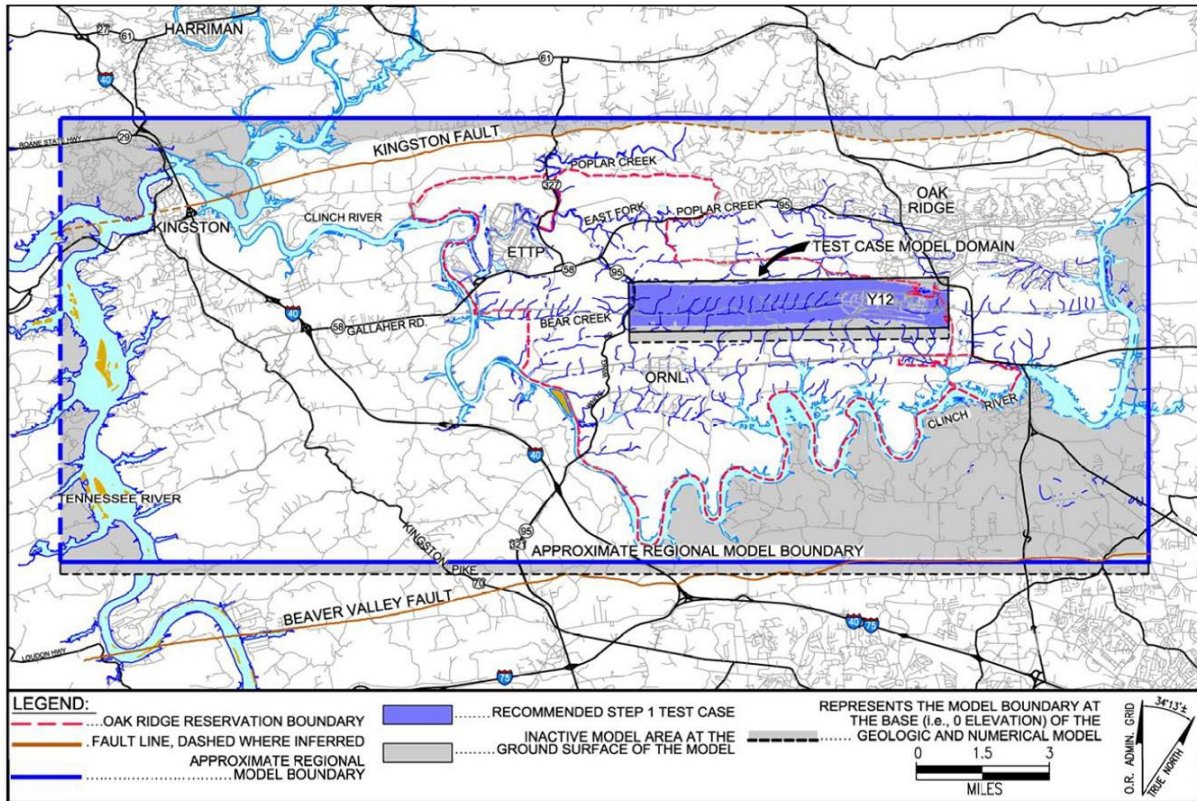 HARRIMAN
27
61
40
61
29
ROANE STATE HWY
KINGSTON FAULT
POPLAR CREEK
327
OAK
RIDGE
KINGSTON
CLINCH RIVER
EAST FORK
POPLAR CREEK
95
ETTP
TEST CASE MODEL DOMAIN
58
95
Y12
40
58
GALLAHER RD.
BEAR CREEK
ORNL
CLINCH
RIVER
40
TENNESSEE RIVER
95
321
APPROXIMATE REGIONAL MODEL BOUNDARY
KINGSTON
PIKE
70
BEAVER VALLEY FAULT
40
75
LOUDON HWY
75
LEGEND:
OAK RIDGE RESERVATION BOUNDARY
FAULT LINE, DASHED WHERE INFERRED
APPROXIMATE REGIONAL
MODEL BOUNDARY
RECOMMENDED STEP 1 TEST CASE
INACTIVE MODEL AREA AT THE
GROUND SURFACE OF THE MODEL
REPRESENTS THE MODEL BOUNDARY AT
THE BASE (i.e., 0 ELEVATION) OF THE
GEOLOGIC AND NUMERICAL MODEL
0 1.5 3
MILES
O.R. ADMIN. GRID
34°13'±
TRUE NORTH